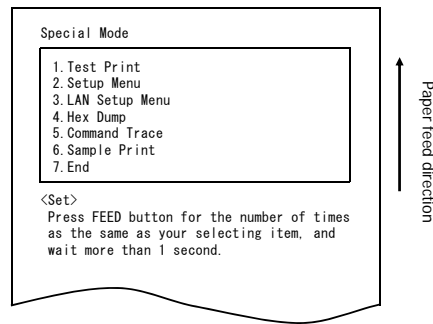 Special Mode
1.Test Print
2.Setup Menu
3.LAN Setup Menu
4.Hex Dump
5.Command Trace
6.Sample Print
7.End
<Set>
Press FEED button for the number of times
as the same as your selecting item, and
wait more than 1 second.
Paper feed direction